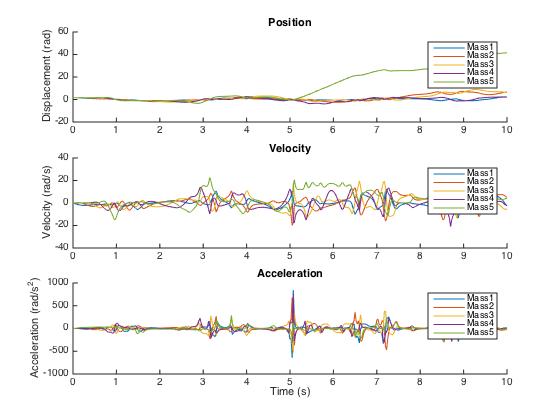 Position
Displacement (rad)
60
40
20
0
-20
0 1 2 3 4 5 6 7 8 9 10
Mass1
Mass2
Mass3
Mass4
Mass5
Velocity
Velocity (rad/s)
40
20
0
-20
-40
0 1 2 3 4 5 6 7 8 9 10
Mass1
Mass2
Mass3
Mass4
Mass5
Acceleration
Acceleration (rad/s²)
1000
500
0
-500
-1000
0 1 2 3 4 5 6 7 8 9 10
Mass1
Mass2
Mass3
Mass4
Mass5
Time (s)